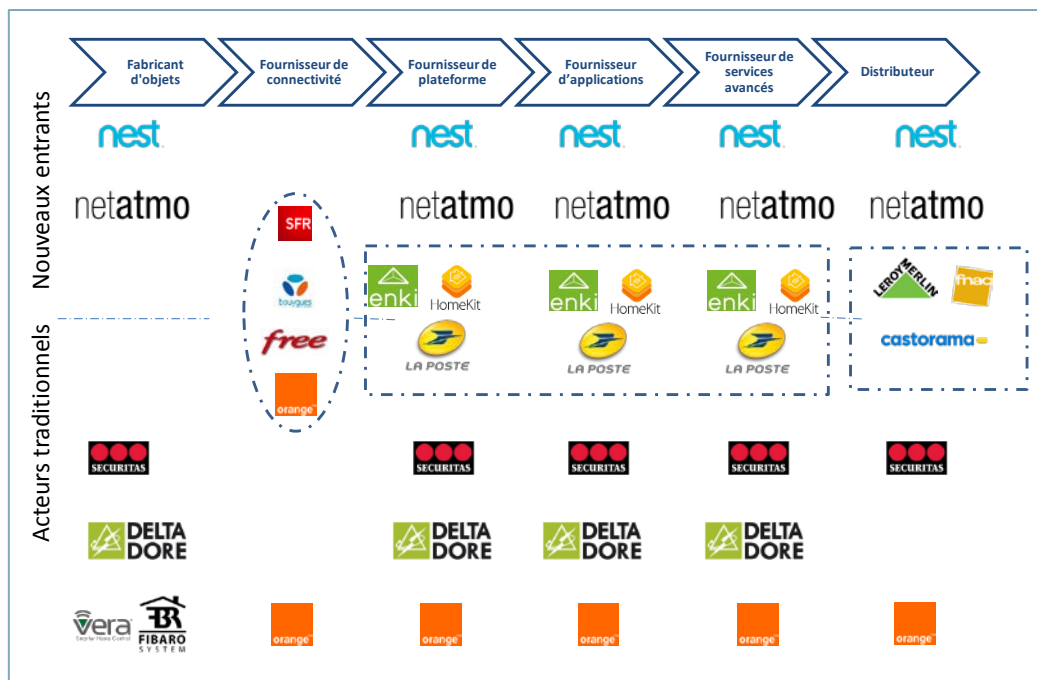 Fabricant
d'objets
Fournisseur de
connectivité
Fournisseur de
plateforme
Fournisseur
d'applications
Fournisseur de
services
avancés
Distributeur
Nouveaux entrants
Acteurs traditionnels
nest
nest
nest
nest
nest
netatmo
netatmo
netatmo
netatmo
netatmo
SFR
bouygues
free
orange
enki
HomeKit
LA POSTE
enki
HomeKit
LA POSTE
enki
HomeKit
LA POSTE
LEROY MERLIN
fnac
castorama
SECURITAS
SECURITAS
SECURITAS
SECURITAS
SECURITAS
DELTA
DORE
DELTA
DORE
DELTA
DORE
DELTA
DORE
vera
Smarter Home Control
FIBARO
SYSTEM
orange
orange
orange
orange
orange